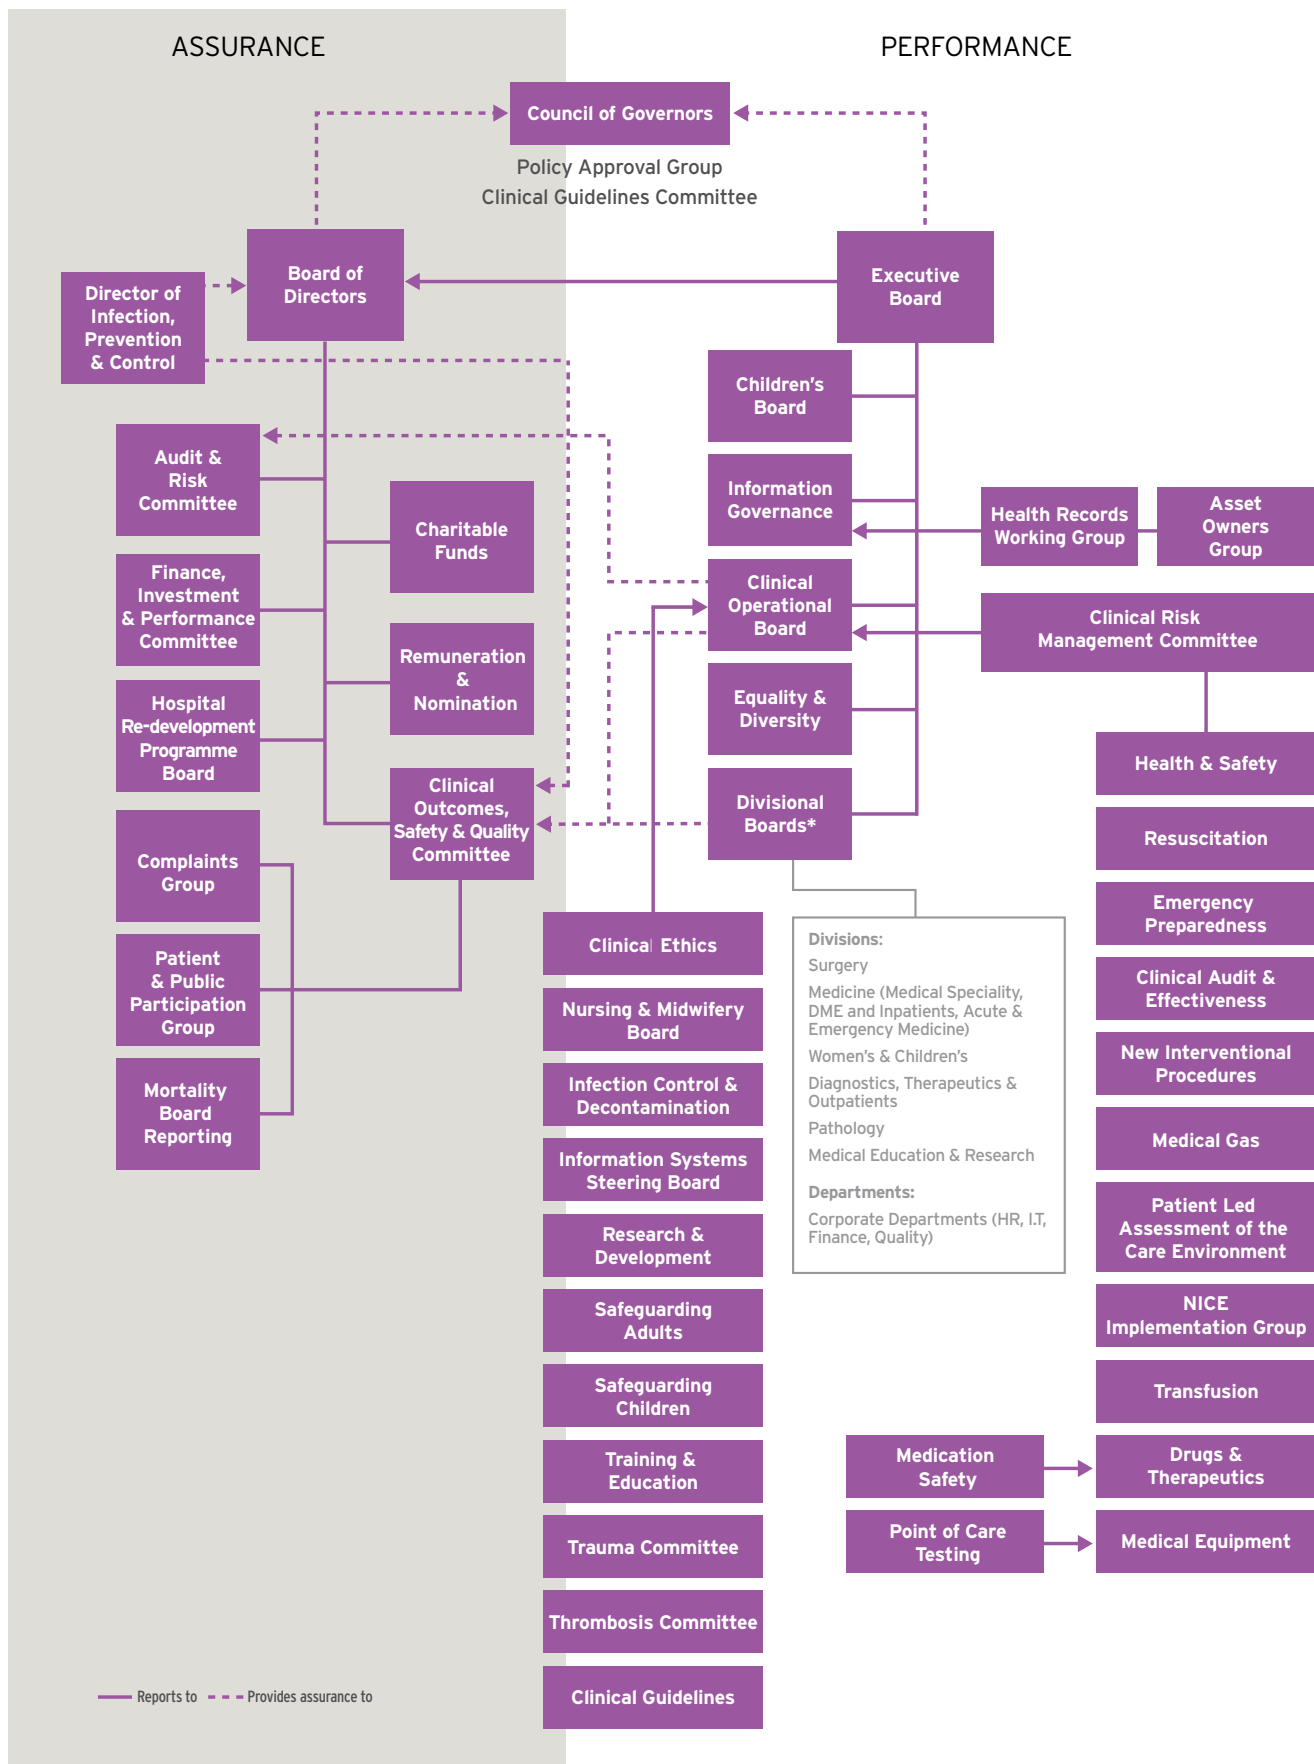 ASSURANCE
PERFORMANCE
Council of Governors
Policy Approval Group
Clinical Guidelines Committee
Board of
Directors
Executive
Board
Director of
Infection,
Prevention
& Control
Children's
Board
Audit &
Risk
Committee
Information
Governance
Charitable
Funds
Health Records
Working Group
Asset
Owners
Group
Finance,
Investment
& Performance
Committee
Clinical
Operational
Board
Clinical Risk
Management Committee
Remuneration
&
Nomination
Hospital
Re-development
Programme
Board
Equality &
Diversity
Health & Safety
Clinical
Outcomes,
Safety & Quality
Committee
Divisional
Boards*
Complaints
Group
Resuscitation
Emergency
Preparedness
Clinical Ethics
Patient
& Public
Participation
Group
Clinical Audit &
Effectiveness
Nursing & Midwifery
Board
New Interventional
Procedures
Mortality
Board
Reporting
Infection Control &
Decontamination
Medical Gas
Information Systems
Steering Board
Patient Led
Assessment of the
Care Environment
Research &
Development
Divisions:
Surgery
Medicine (Medical Speciality,
DME and Inpatients, Acute &
Emergency Medicine)
Women's & Children's
Diagnostics, Therapeutics &
Outpatients
Pathology
Medical Education & Research
Departments:
Corporate Departments (HR, I.T,
Finance, Quality)
Safeguarding
Adults
NICE
Implementation Group
Safeguarding
Children
Transfusion
Training &
Education
Medication
Safety
Drugs &
Therapeutics
Trauma Committee
Point of Care
Testing
Medical Equipment
Thrombosis Committee
Clinical Guidelines
Reports to
Provides assurance to